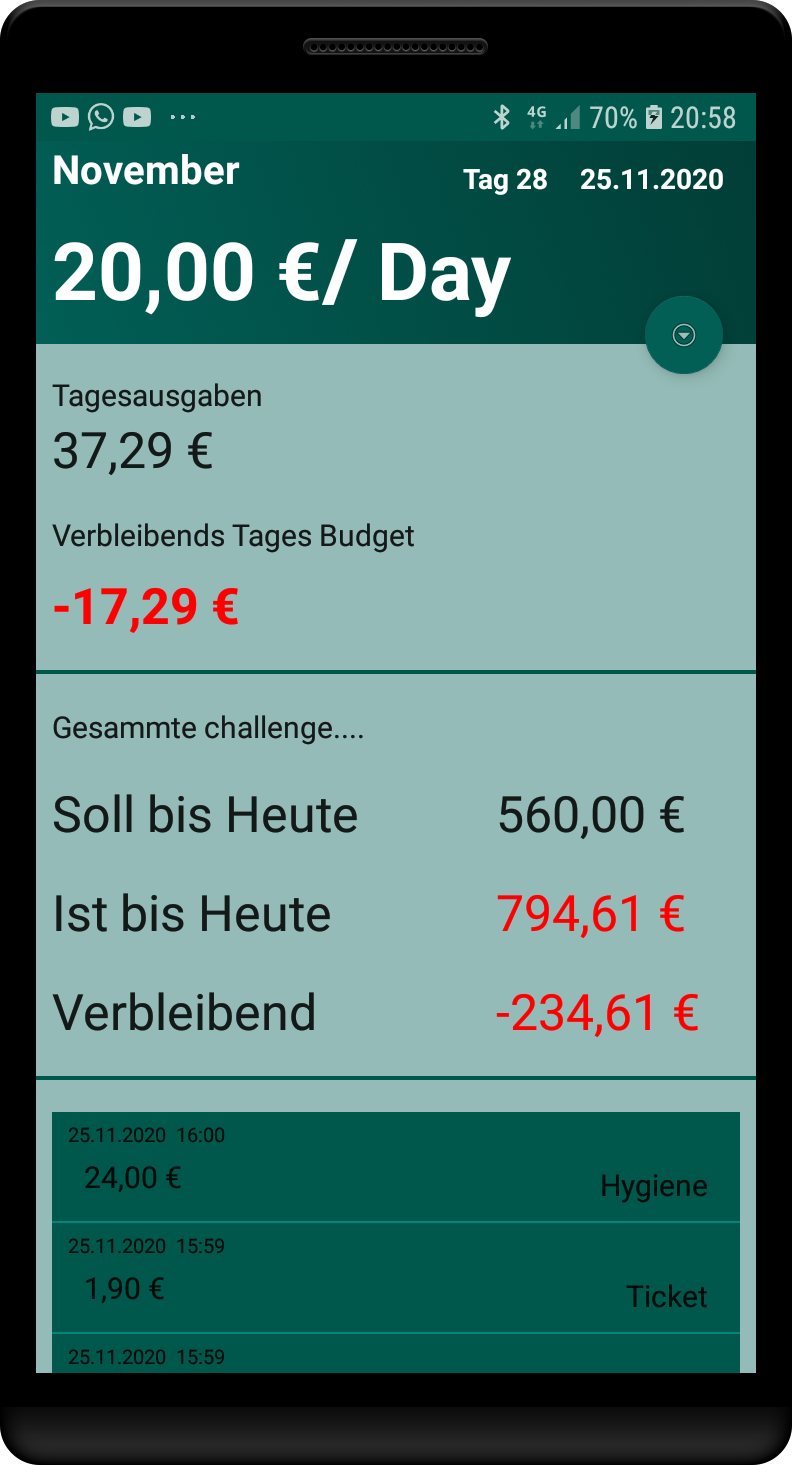 4G 70% 20:58
November Tag 28 25.11.2020
20,00 €/ Day
Tagesausgaben
37,29 €
Verbleibends Tages Budget
-17,29 €
Gesammte challenge....
Soll bis Heute 560,00 €
Ist bis Heute 794,61 €
Verbleibend -234,61 €
25.11.2020 16:00
24,00 € Hygiene
25.11.2020 15:59
1,90 € Ticket
25.11.2020 15:59